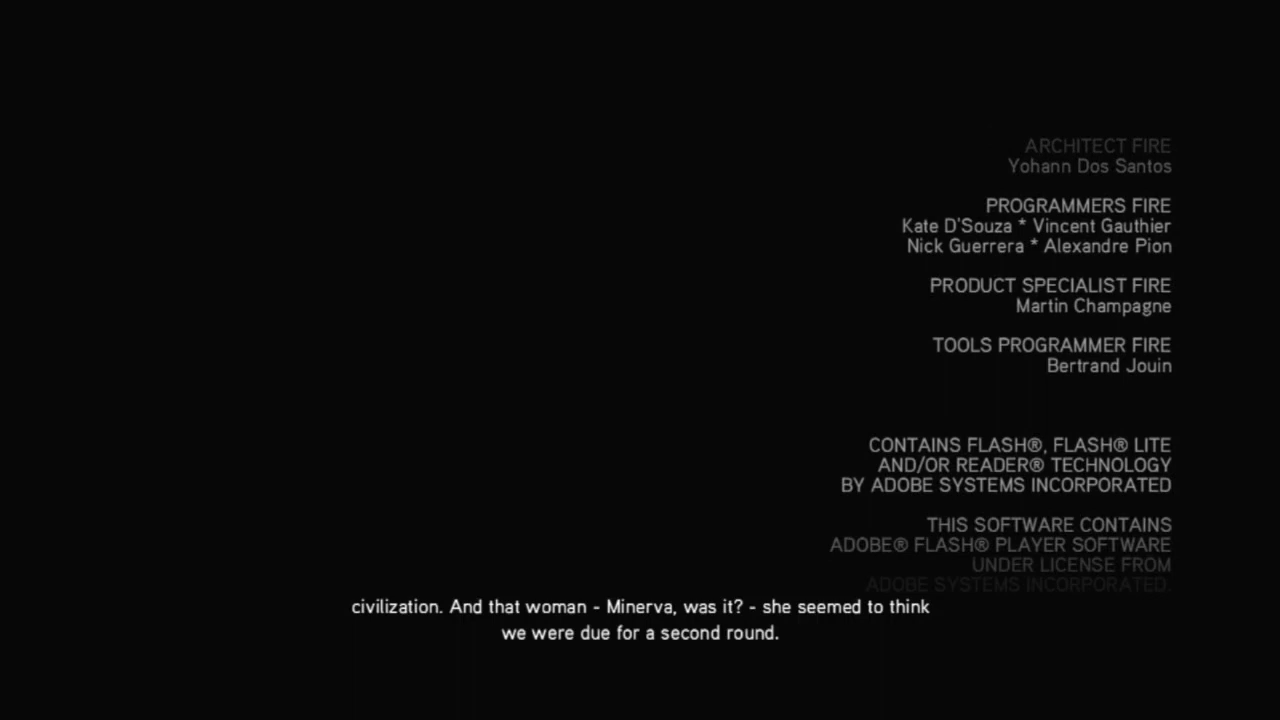 ARCHITECT FIRE
Yohann Dos Santos
PROGRAMMERS FIRE
Kate D'Souza * Vincent Gauthier
Nick Guerrera * Alexandre Pion
PRODUCT SPECIALIST FIRE
Martin Champagne
TOOLS PROGRAMMER FIRE
Bertrand Jouin
CONTAINS FLASH®, FLASH® LITE
AND/OR READER® TECHNOLOGY
BY ADOBE SYSTEMS INCORPORATED
THIS SOFTWARE CONTAINS
ADOBE® FLASH® PLAYER SOFTWARE
UNDER LICENSE FROM
ADOBE SYSTEMS INCORPORATED.
civilization. And that woman - Minerva, was it? - she seemed to think
we were due for a second round.